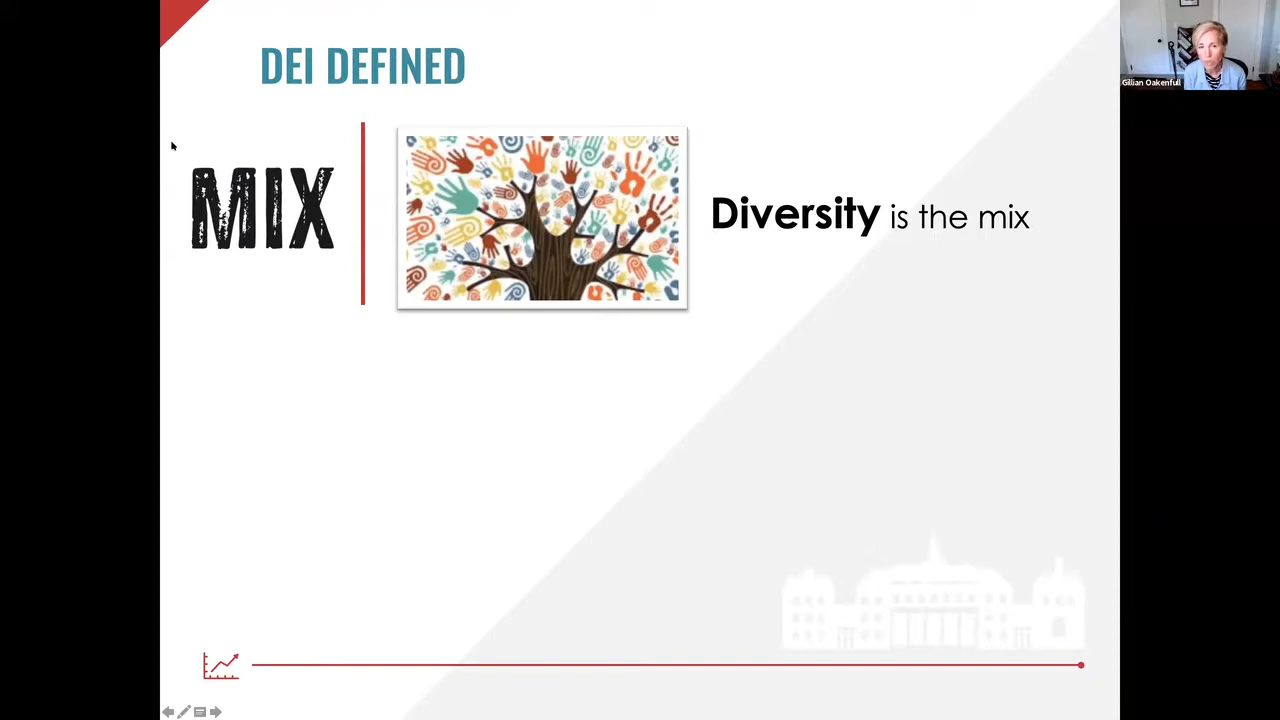 DEI DEFINED
Gillian Oakenfull
MIX
Diversity is the mix